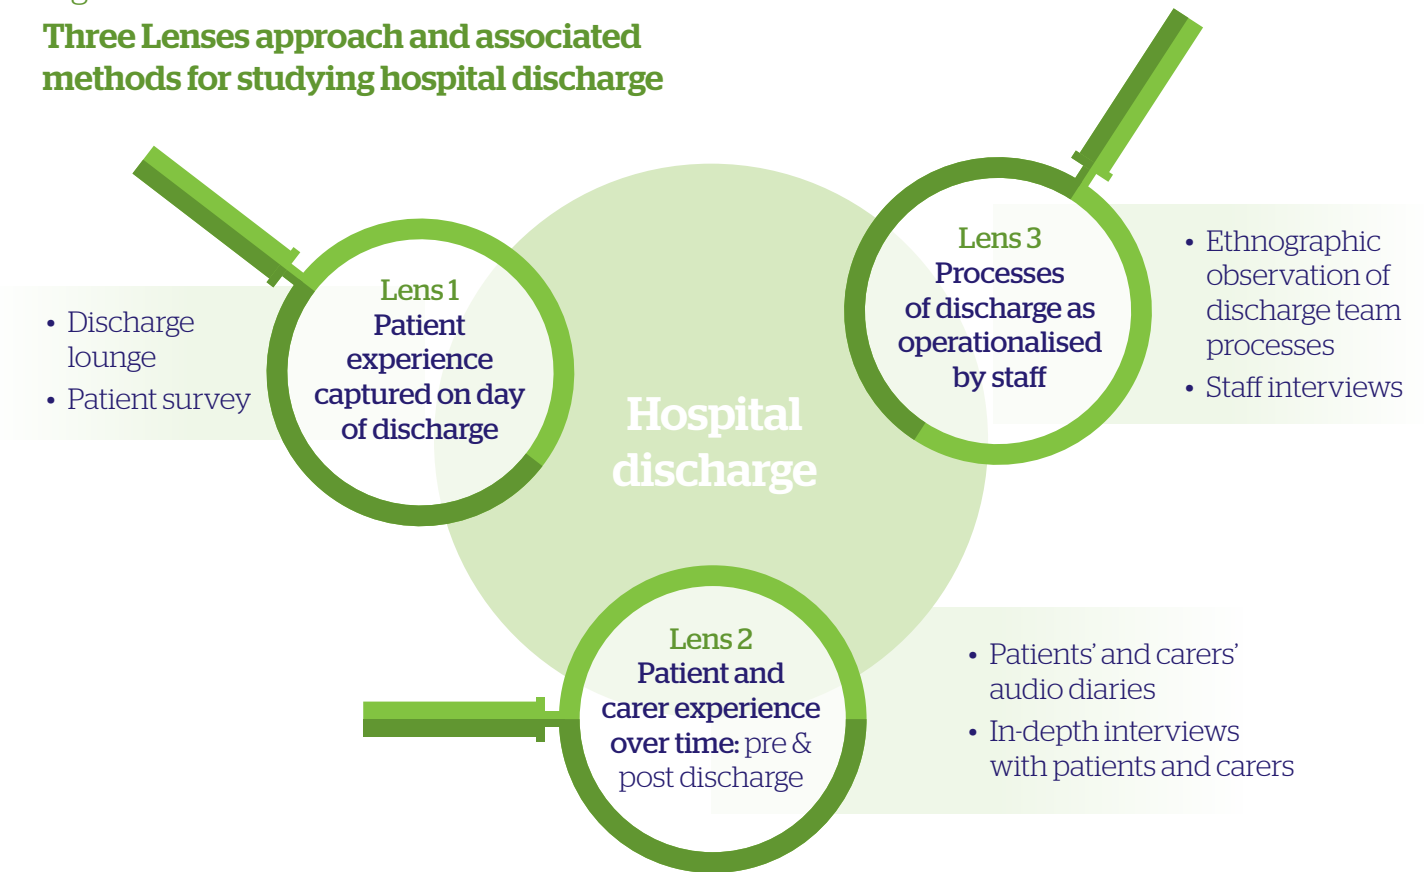 Three Lenses approach and associated
methods for studying hospital discharge
Lens 1
Patient
experience
captured on day
of discharge
• Discharge
lounge
• Patient survey
Hospital
discharge
Lens 3
Processes
of discharge as
operationalised
by staff
• Ethnographic
observation of
discharge team
processes
• Staff interviews
Lens 2
Patient and
carer experience
over time: pre &
post discharge
• Patients’ and carers’
audio diaries
• In-depth interviews
with patients and carers